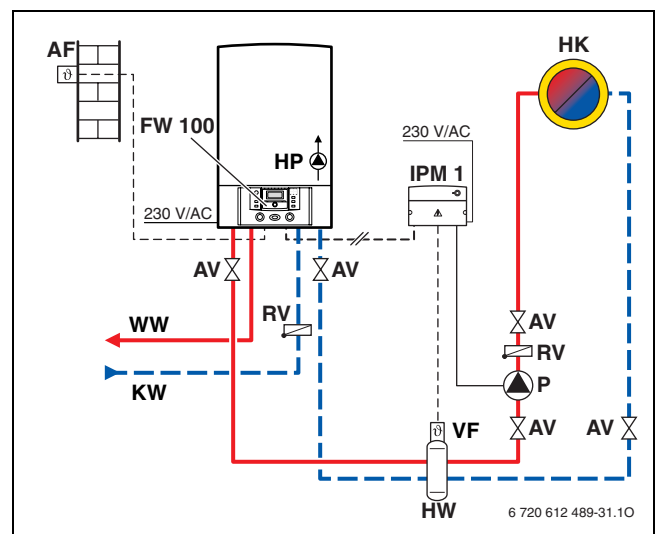 AF
HK
ϑ
FW 100
230 V/AC
HP
IPM 1
230 V/AC
AV
AV
RV
AV
WW
RV
KW
P
ϑ
VF
AV
AV
HW
6 720 612 489-31.1O